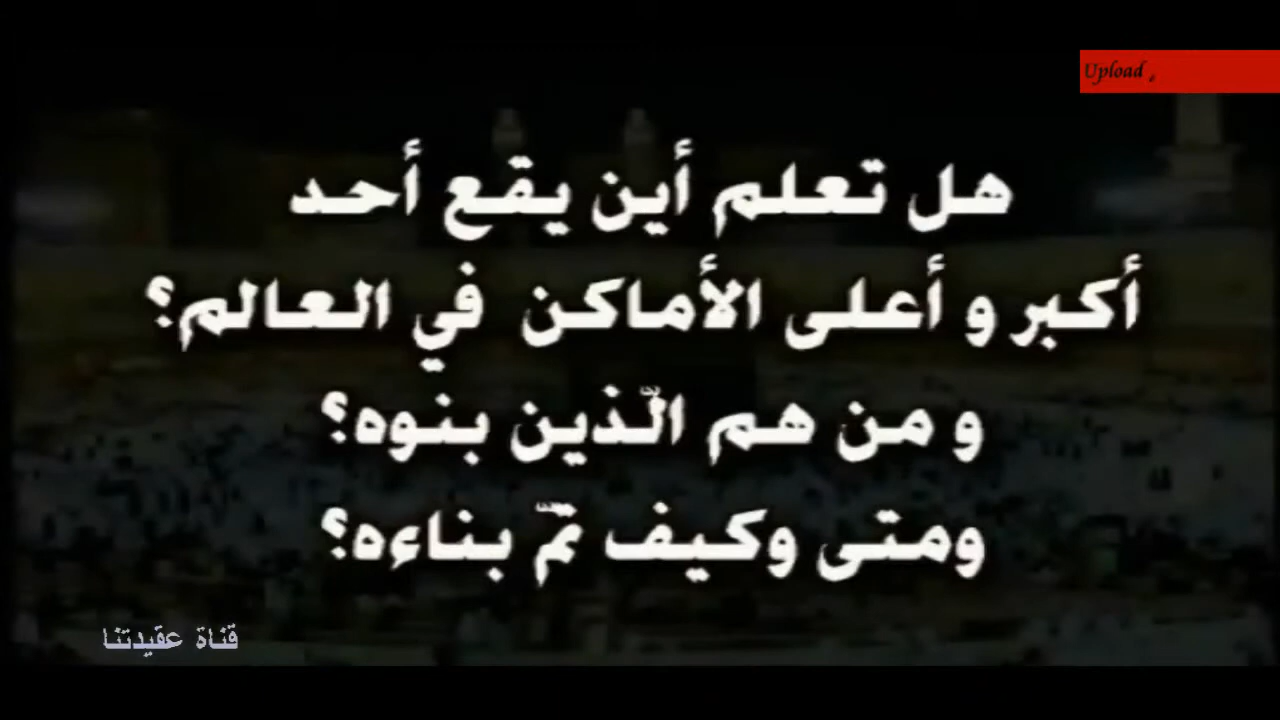 Upload
هل تعلم أين يقع أحد
أكبر و أعلى الأماكن في العالم؟
و من هم الّذين بنوه؟
ومتى وكيف تمّ بناءه؟
قناة عقيدتنا